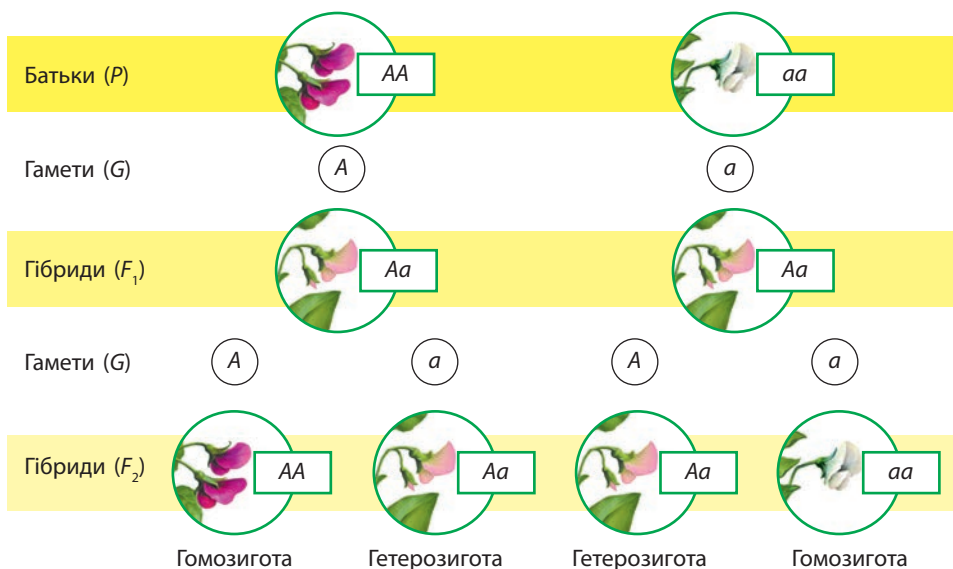 Батьки (P) AA aa
Гамети (G) A a
Гібриди (F₁) Aa Aa
Гамети (G) A a A a
Гібриди (F₂) AA Aa Aa aa
Гомозигота Гетерозигота Гетерозигота Гомозигота